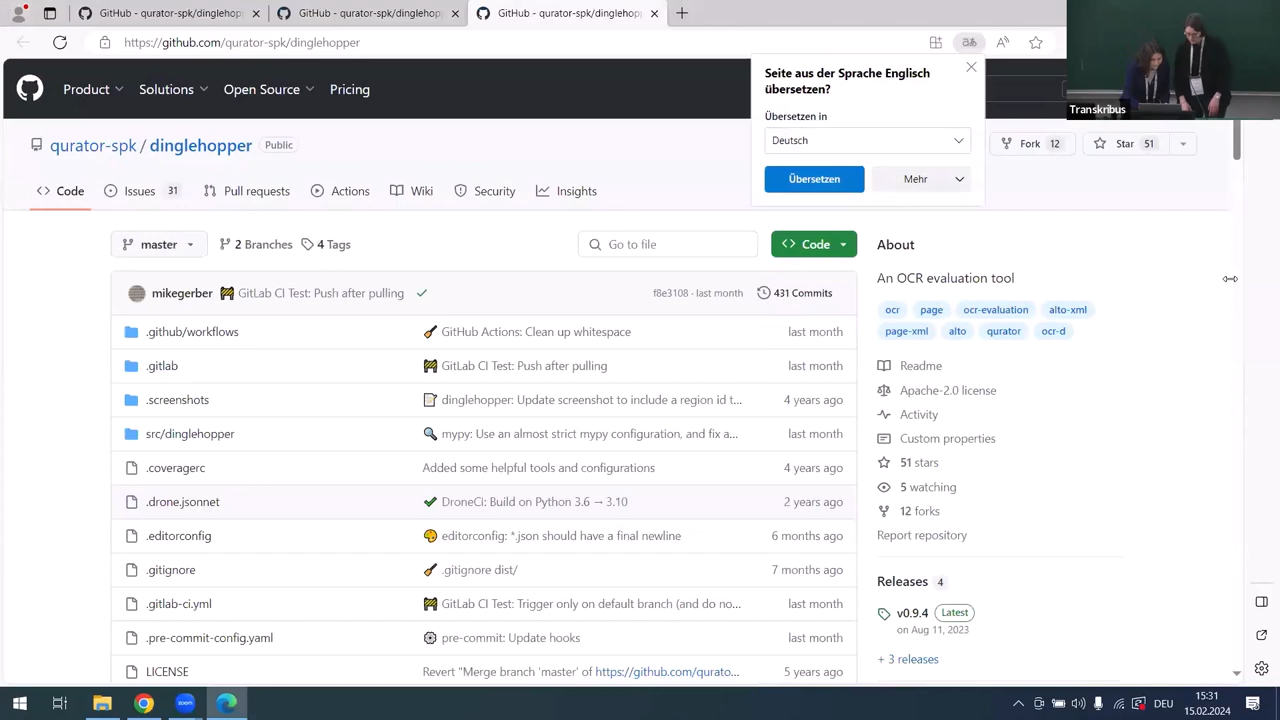 GitHub - qurator-spk/dinglehopp
GitHub - qurator-spk/dinglehopp
GitHub - qurator-spk/dinglehopp
https://github.com/qurator-spk/dinglehopper
Product
Solutions
Open Source
Pricing
Seite aus der Sprache Englisch
übersetzen?
Übersetzen in
Deutsch
Übersetzen
Mehr
Transkribus
qurator-spk / dinglehopper
Public
Fork 12
Star 51
Code
Issues 31
Pull requests
Actions
Wiki
Security
Insights
master
2 Branches
4 Tags
Go to file
Code
mikegerber GitLab CI Test: Push after pulling f8e3108 · last month 431 Commits
.github/workflows GitHub Actions: Clean up whitespace last month
.gitlab GitLab CI Test: Push after pulling last month
.screenshots dinglehopper: Update screenshot to include a region id t... 4 years ago
src/dinglehopper mypy: Use an almost strict mypy configuration, and fix a... last month
.coveragerc Added some helpful tools and configurations 4 years ago
.drone.jsonnet DroneCi: Build on Python 3.6 → 3.10 2 years ago
.editorconfig editorconfig: *.json should have a final newline 6 months ago
.gitignore .gitignore dist/ 7 months ago
.gitlab-ci.yml GitLab CI Test: Trigger only on default branch (and do no... last month
.pre-commit-config.yaml pre-commit: Update hooks last month
LICENSE Revert "Merge branch 'master' of https://github.com/qurato... 5 years ago
About
An OCR evaluation tool
ocr page ocr-evaluation alto-xml
page-xml alto qurator ocr-d
Readme
Apache-2.0 license
Activity
Custom properties
51 stars
5 watching
12 forks
Report repository
Releases 4
v0.9.4 Latest
on Aug 11, 2023
+ 3 releases
zoom
DEU
15:31
15.02.2024